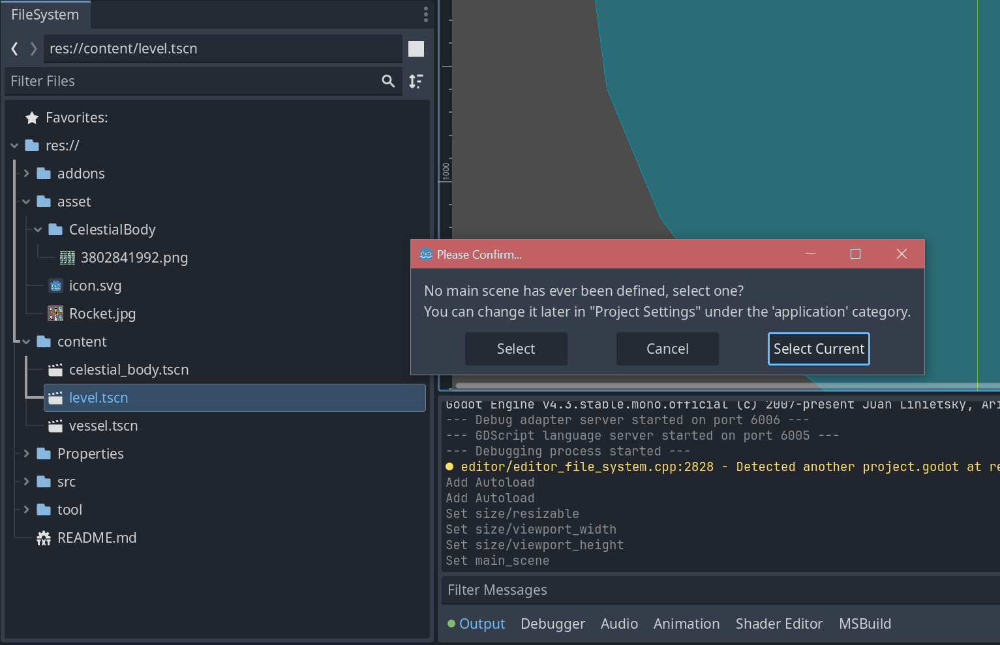 FileSystem
res://content/level.tscn
Filter Files
Favorites:
res://
addons
asset
CelestialBody
3802841992.png
icon.svg
Rocket.jpg
content
celestial_body.tscn
level.tscn
vessel.tscn
Properties
src
tool
README.md
1000
Please Confirm...
No main scene has ever been defined, select one?
You can change it later in "Project Settings" under the 'application' category.
Select
Cancel
Select Current
Godot Engine v4.3.stable.mono.official (c) 2007-present Juan Linietsky, Ari
--- Debug adapter server started on port 6006 ---
--- GDScript language server started on port 6005 ---
--- Debugging process started ---
editor/editor_file_system.cpp:2828 - Detected another project.godot at re
Add Autoload
Add Autoload
Set size/resizable
Set size/viewport_width
Set size/viewport_height
Set main_scene
Filter Messages
Output Debugger Audio Animation Shader Editor MSBuild